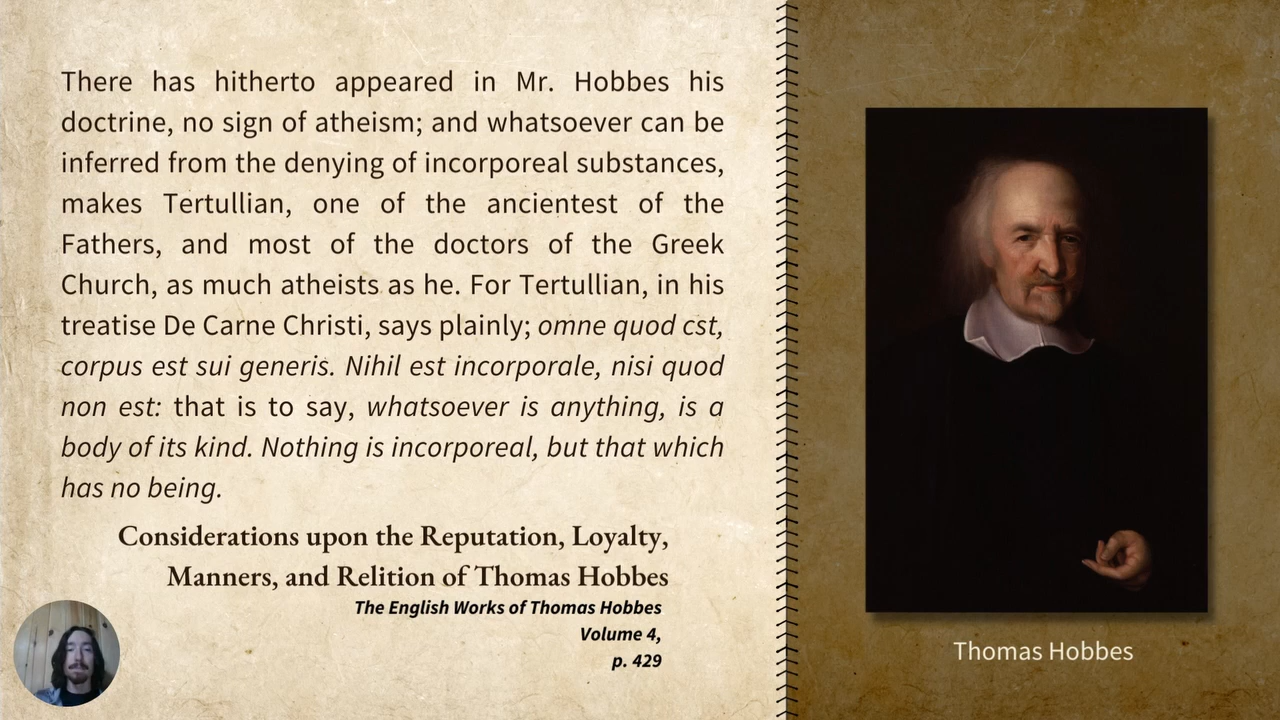 There has hitherto appeared in Mr. Hobbes his
doctrine, no sign of atheism; and whatsoever can be
inferred from the denying of incorporeal substances,
makes Tertullian, one of the ancientest of the
Fathers, and most of the doctors of the Greek
Church, as much atheists as he. For Tertullian, in his
treatise De Carne Christi, says plainly; omne quod cst,
corpus est sui generis. Nihil est incorporale, nisi quod
non est: that is to say, whatsoever is anything, is a
body of its kind. Nothing is incorporeal, but that which
has no being.
Considerations upon the Reputation, Loyalty,
Manners, and Relition of Thomas Hobbes
The English Works of Thomas Hobbes
Volume 4,
p. 429
Thomas Hobbes